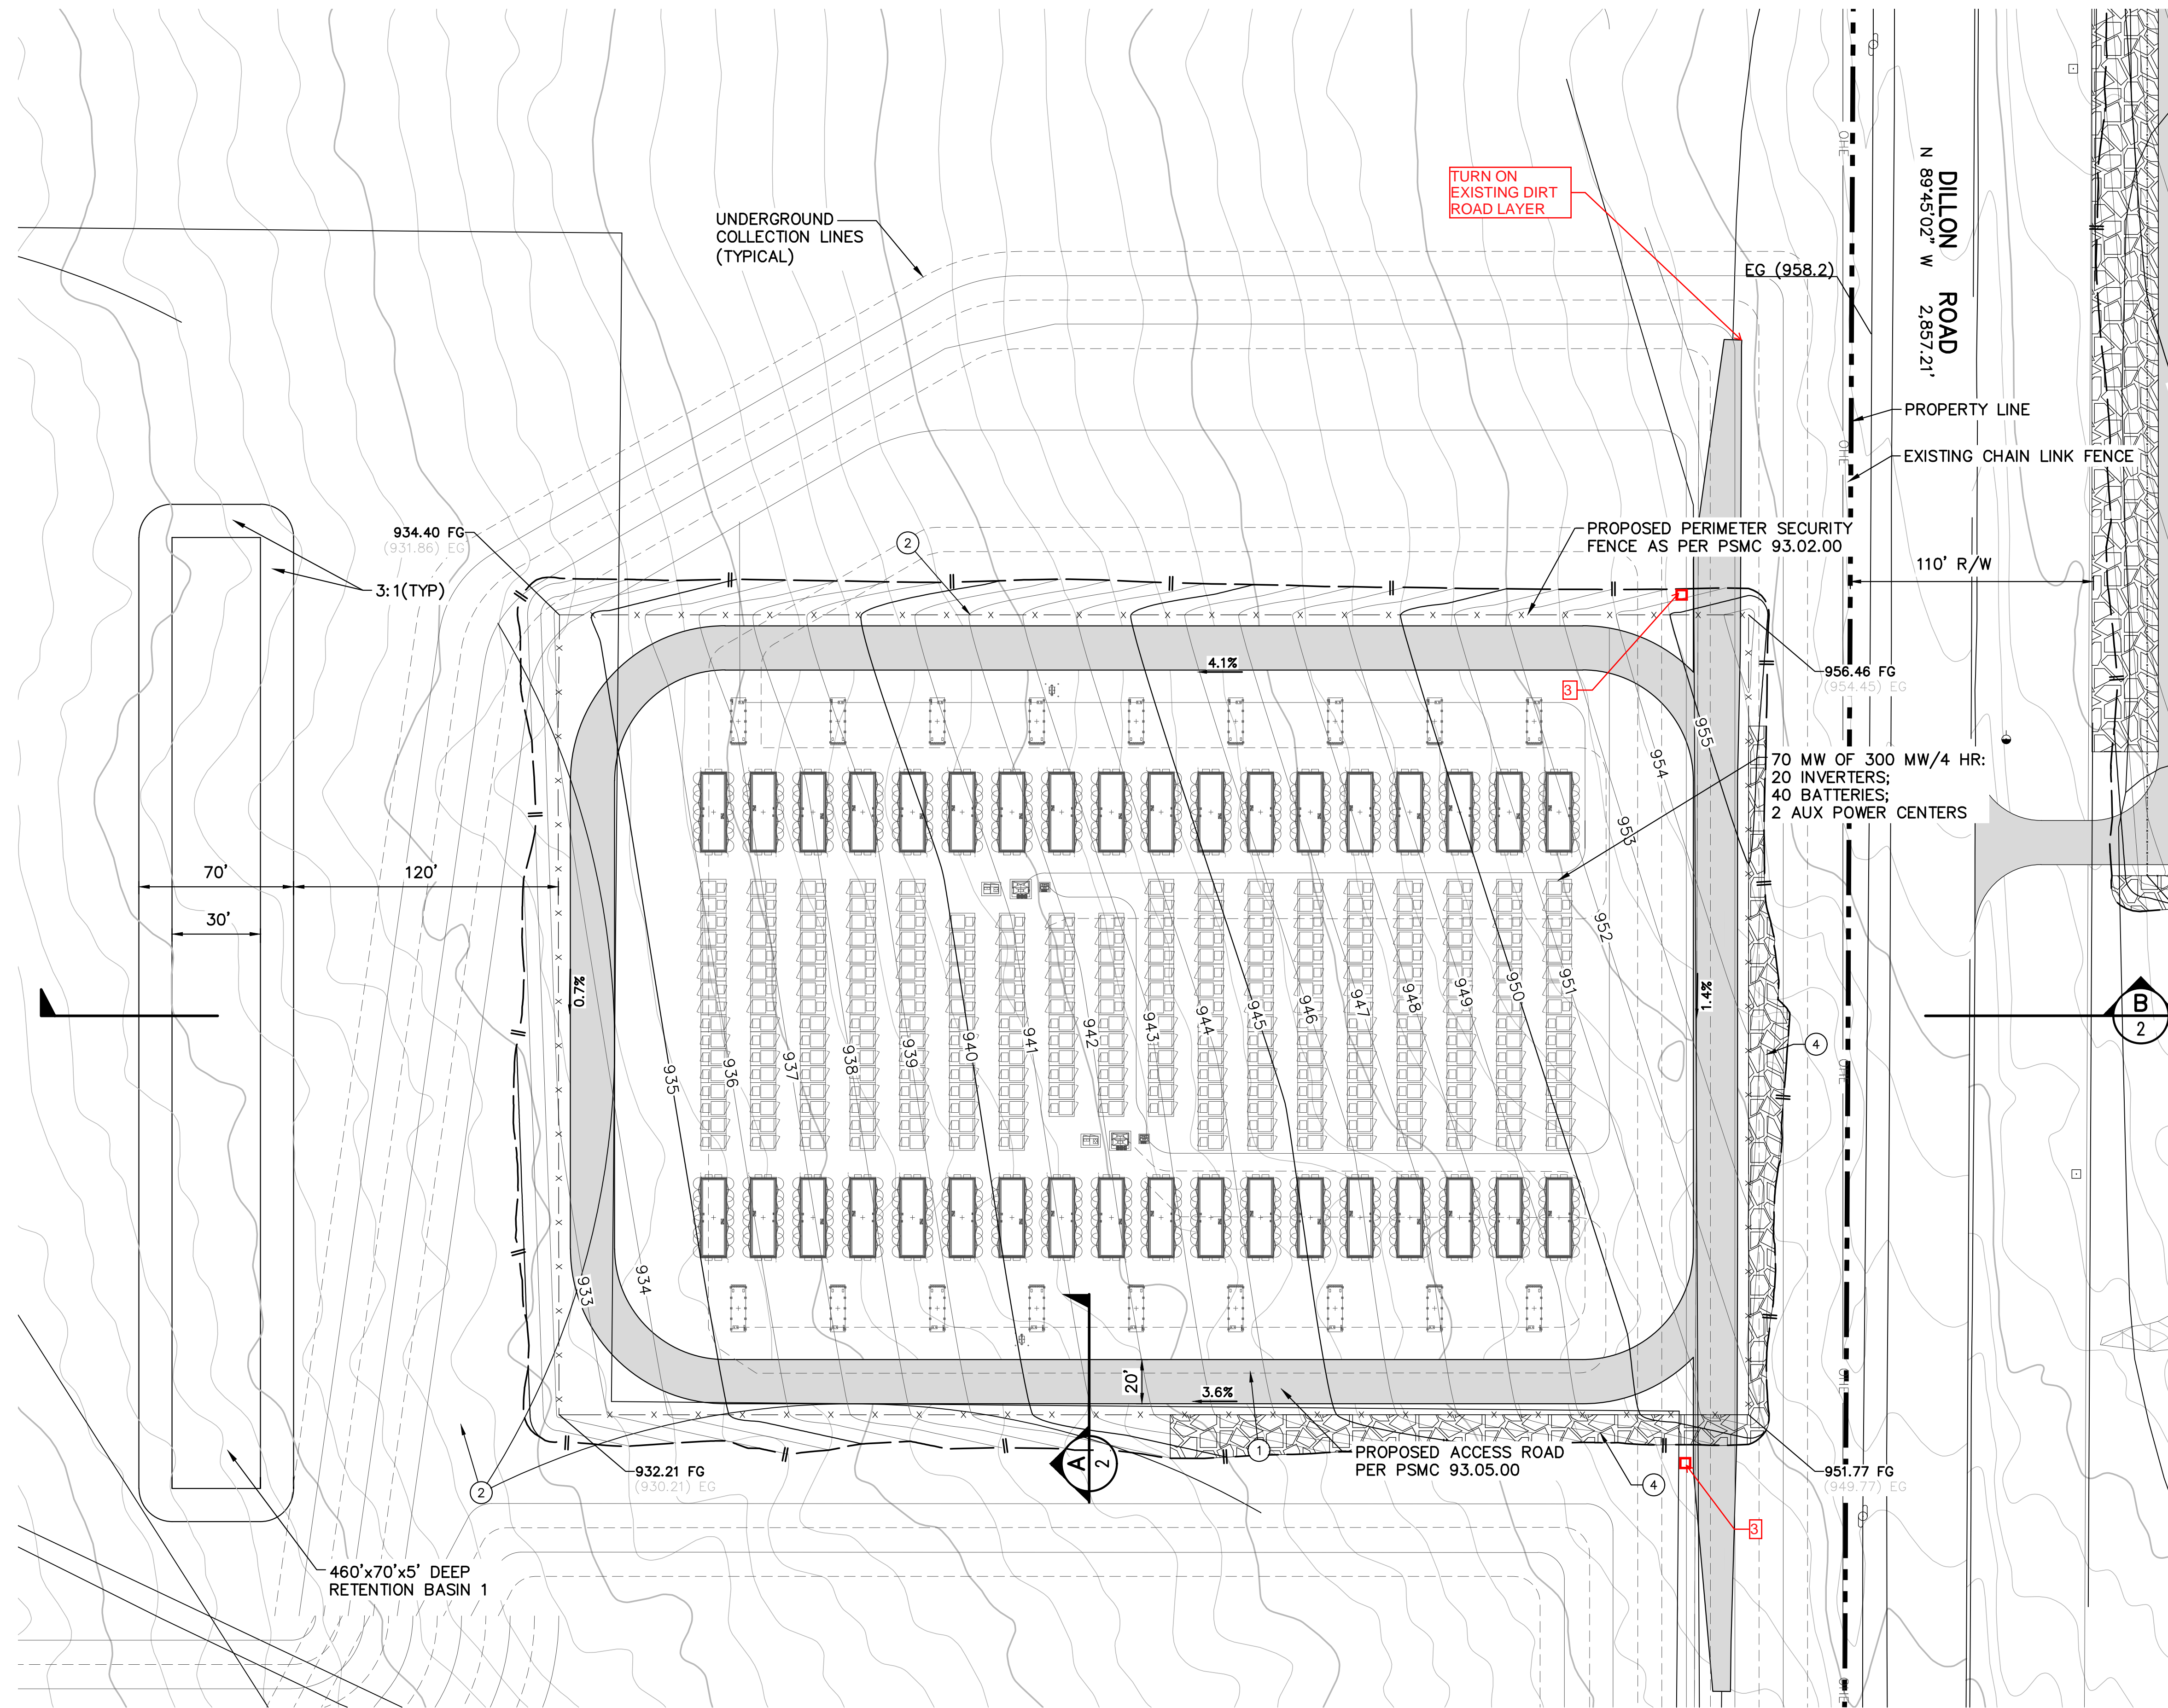 TURN ON
EXISTING DIRT
ROAD LAYER
UNDERGROUND
COLLECTION LINES
(TYPICAL)
EG (958.2)
DILLON ROAD
N 89°45'02" W 2,857.21'
OHE
OHE
OHE
OHE
OHE
PROPERTY LINE
EXISTING CHAIN LINK FENCE
110' R/W
934.40 FG
(931.86) EG
3:1(TYP)
2
PROPOSED PERIMETER SECURITY
FENCE AS PER PSMC 93.02.00
4.1%
3
956.46 FG
(954.45) EG
70 MW OF 300 MW/4 HR:
20 INVERTERS;
40 BATTERIES;
2 AUX POWER CENTERS
70'
120'
30'
0.7%
1.4%
933
934
935
936
937
938
939
940
941
942
943
944
945
946
947
948
949
950
951
952
953
954
955
4
B
2
20'
3.6%
A
2
1
PROPOSED ACCESS ROAD
PER PSMC 93.05.00
4
932.21 FG
(930.21) EG
2
951.77 FG
(949.77) EG
3
460'x70'x5' DEEP
RETENTION BASIN 1